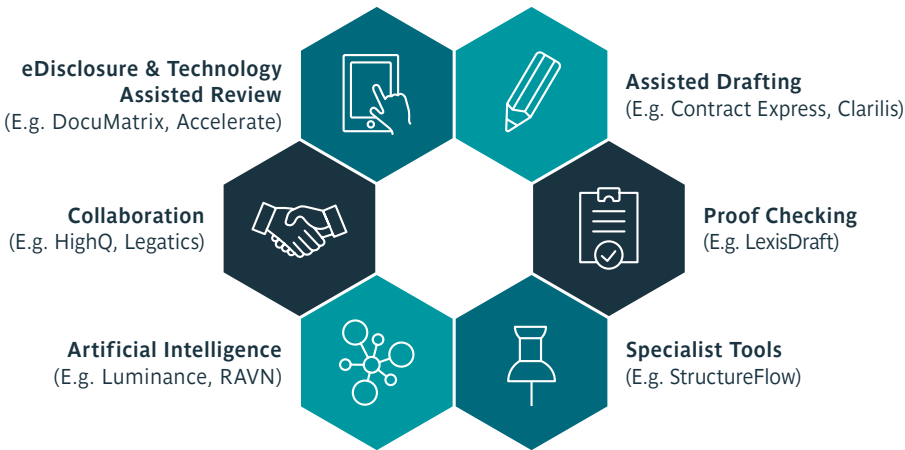 eDisclosure & Technology
Assisted Review
(E.g. DocuMatrix, Accelerate)
Assisted Drafting
(E.g. Contract Express, Clarilis)
Collaboration
(E.g. HighQ, Legatics)
Proof Checking
(E.g. LexisDraft)
Artificial Intelligence
(E.g. Luminance, RAVN)
Specialist Tools
(E.g. StructureFlow)